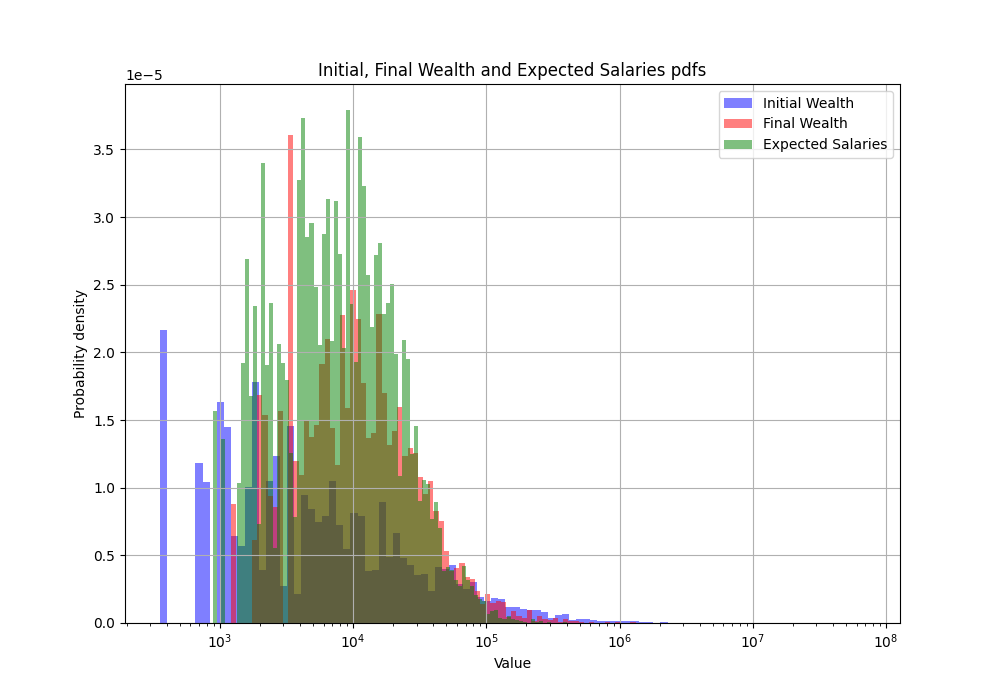 Initial, Final Wealth and Expected Salaries pdfs
1e−5
Initial Wealth
Final Wealth
Expected Salaries
3.5
3.0
2.5
2.0
1.5
1.0
0.5
0.0
Probability density
10³ 10⁴ 10⁵ 10⁶ 10⁷ 10⁸
Value